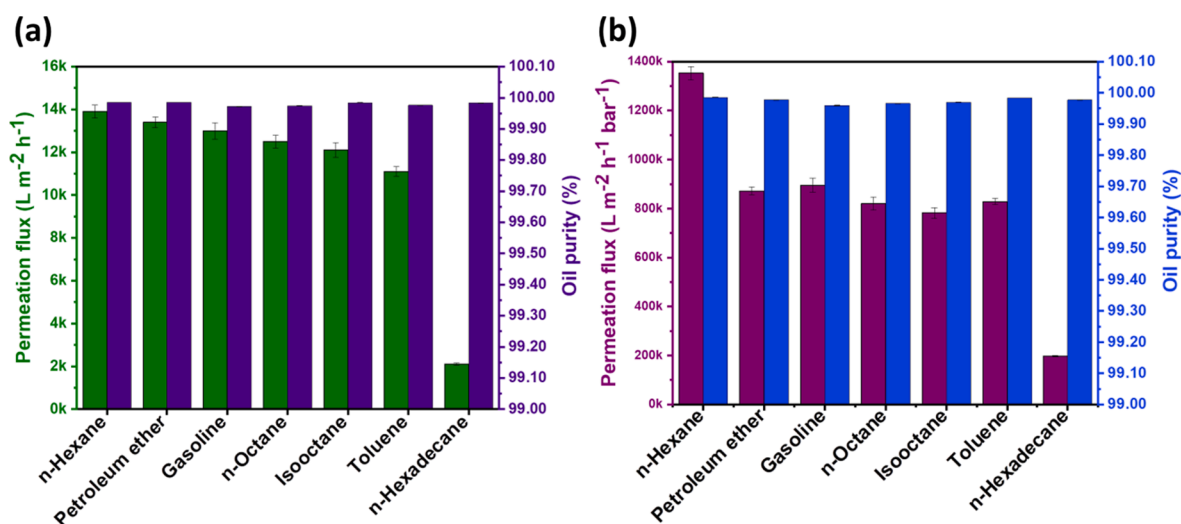 (a)
Permeation flux (L m⁻² h⁻¹)
16k
14k
12k
10k
8k
6k
4k
2k
0k
100.10
100.00
99.90
99.80
99.70
99.60
99.50
99.40
99.30
99.20
99.10
99.00
Oil purity (%)
n-Hexane
Petroleum ether
Gasoline
n-Octane
Isooctane
Toluene
n-Hexadecane
(b)
Permeation flux (L m⁻² h⁻¹ bar⁻¹)
1400k
1200k
1000k
800k
600k
400k
200k
0k
100.10
100.00
99.90
99.80
99.70
99.60
99.50
99.40
99.30
99.20
99.10
99.00
Oil purity (%)
n-Hexane
Petroleum ether
Gasoline
n-Octane
Isooctane
Toluene
n-Hexadecane